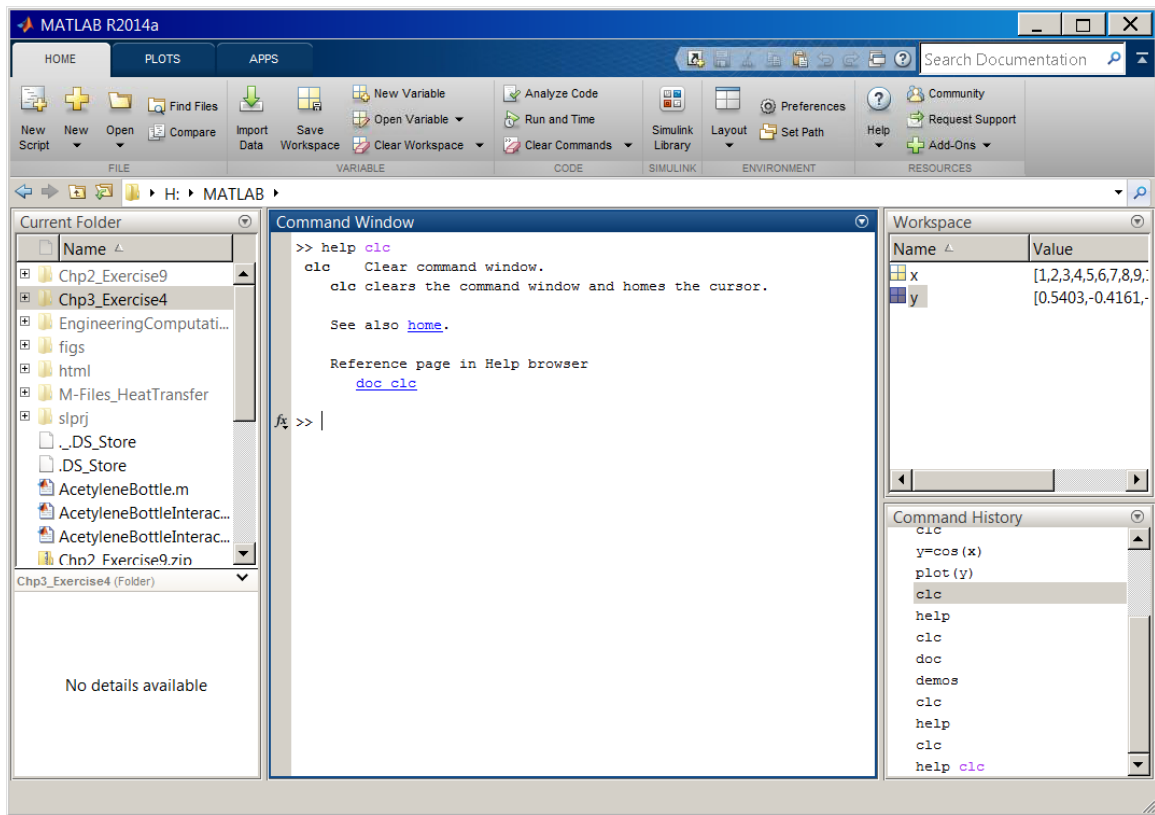 MATLAB R2014a
HOME PLOTS APPS Search Documentation
New Script
New
Open
Find Files
Compare
FILE
Import Data
Save Workspace
New Variable
Open Variable
Clear Workspace
VARIABLE
Analyze Code
Run and Time
Clear Commands
CODE
Simulink Library
SIMULINK
Layout
Preferences
Set Path
ENVIRONMENT
Help
Community
Request Support
Add-Ons
RESOURCES
H: MATLAB
Current Folder
Name
Chp2_Exercise9
Chp3_Exercise4
EngineeringComputati...
figs
html
M-Files_HeatTransfer
slprj
._.DS_Store
.DS_Store
AcetyleneBottle.m
AcetyleneBottleInterac...
AcetyleneBottleInterac...
Chp2_Exercise9.zip
Chp3_Exercise4 (Folder)
No details available
Command Window
>> help clc
clc Clear command window.
clc clears the command window and homes the cursor.
See also home.
Reference page in Help browser
doc clc
fx >>
Workspace
Name Value
x [1,2,3,4,5,6,7,8,9,
y [0.5403,-0.4161,-
Command History
clc
y=cos(x)
plot(y)
clc
help
clc
doc
demos
clc
help
clc
help clc